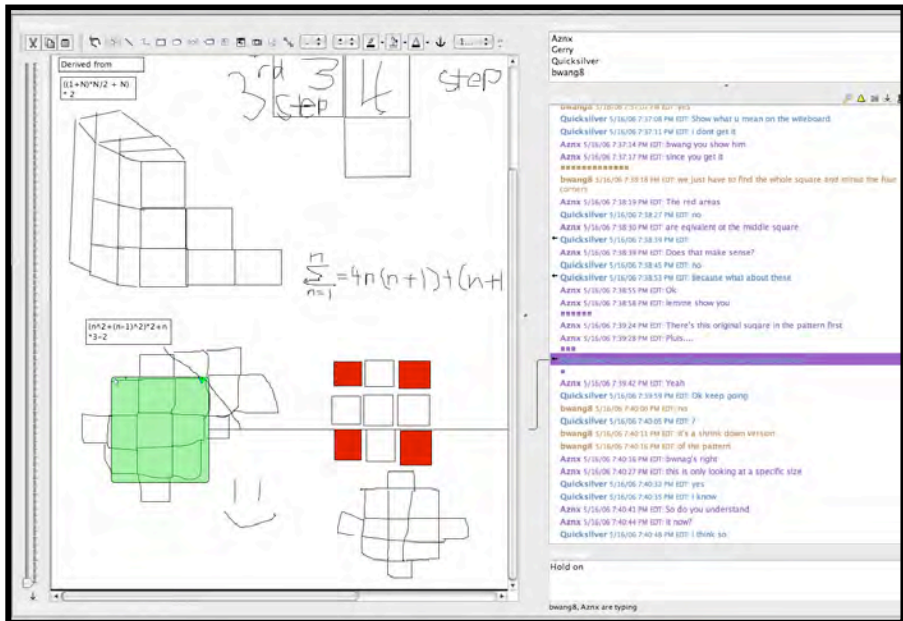 Aznx
Gerry
Quicksilver
bwang8
Derived from
((1+N)*N/2 + N)
* 2
3rd 3 4 step
step
n
∑ =4n(n+1)+(n+1
n=1
(n^2+(n-1)^2)*2+n
*3-2
bwang8 5/16/06 7:37:01 PM EDT: yes
Quicksilver 5/16/06 7:37:08 PM EDT: Show what u mean on the witeboard
Quicksilver 5/16/06 7:37:11 PM EDT: i dont get it
Aznx 5/16/06 7:37:14 PM EDT: bwang you show him
Aznx 5/16/06 7:37:17 PM EDT: since you get it
bwang8 5/16/06 7:38:18 PM EDT: we just have to find the whole square and minus the four
corners
Aznx 5/16/06 7:38:19 PM EDT: The red areas
Quicksilver 5/16/06 7:38:27 PM EDT: no
Aznx 5/16/06 7:38:30 PM EDT: are eqivalent ot the middle square
Quicksilver 5/16/06 7:38:39 PM EDT:
Aznx 5/16/06 7:38:39 PM EDT: Does that make sense?
Quicksilver 5/16/06 7:38:45 PM EDT: no
Quicksilver 5/16/06 7:38:53 PM EDT: Because what about these
Aznx 5/16/06 7:38:55 PM EDT: Ok
Aznx 5/16/06 7:38:58 PM EDT: lemme show you
Aznx 5/16/06 7:39:24 PM EDT: There's this original suqare in the pattern first
Aznx 5/16/06 7:39:28 PM EDT: Pluis....
Aznx 5/16/06 7:39:42 PM EDT: Yeah
Quicksilver 5/16/06 7:39:59 PM EDT: Ok keep going
bwang8 5/16/06 7:40:00 PM EDT: no
Quicksilver 5/16/06 7:40:05 PM EDT: ?
bwang8 5/16/06 7:40:11 PM EDT: it's a shrink down version
bwang8 5/16/06 7:40:16 PM EDT: of the pattern
Aznx 5/16/06 7:40:16 PM EDT: bwnag's right
Aznx 5/16/06 7:40:27 PM EDT: this is only looking at a specific size
Quicksilver 5/16/06 7:40:32 PM EDT: yes
Quicksilver 5/16/06 7:40:35 PM EDT: i know
Aznx 5/16/06 7:40:41 PM EDT: So do you understand
Aznx 5/16/06 7:40:44 PM EDT: it now?
Quicksilver 5/16/06 7:40:48 PM EDT: i think so
Hold on
bwang8, Aznx are typing